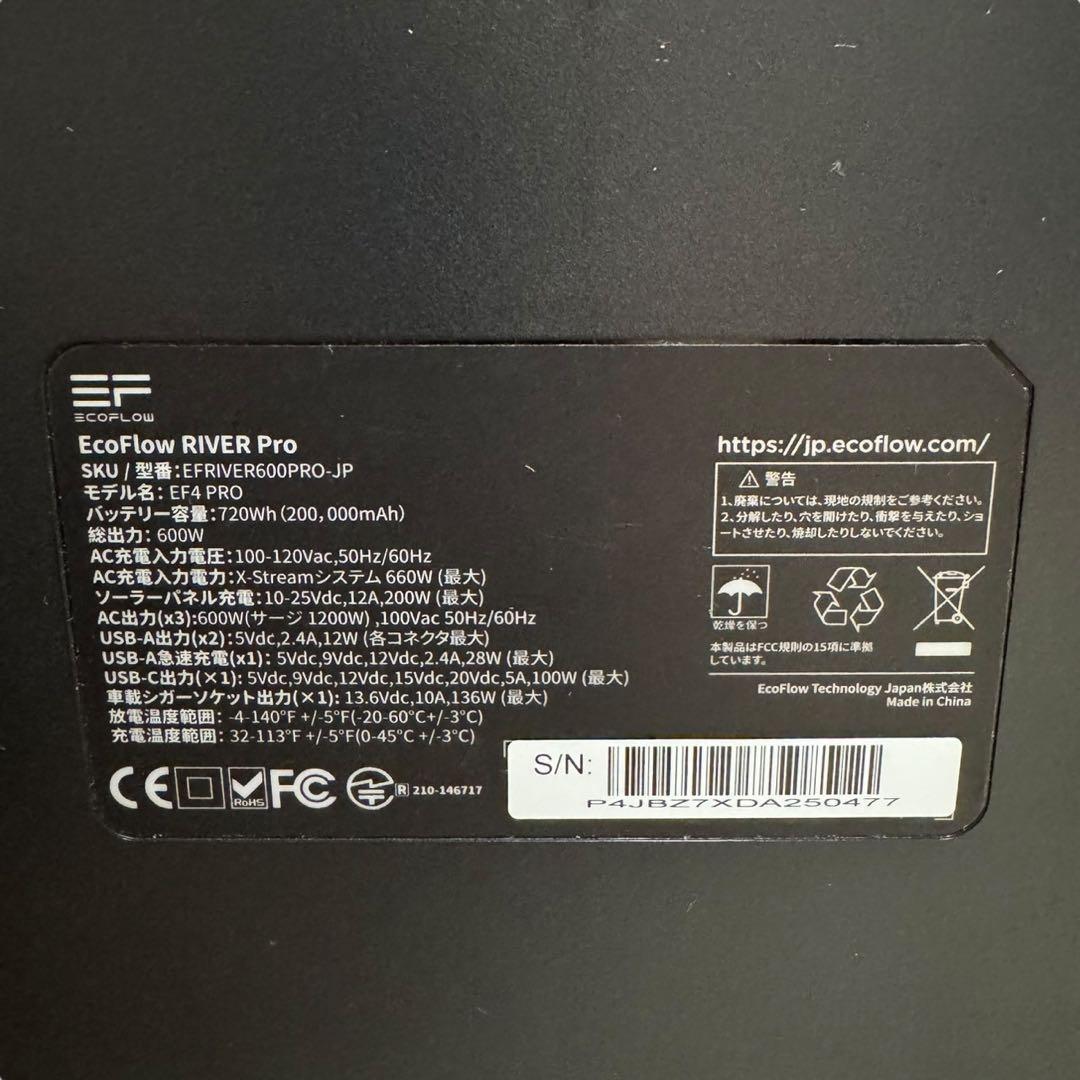 EF
ECOFLOW
EcoFlow RIVER Pro
SKU / 型番:EFRIVER600PRO-JP
モデル名: EF4 PRO
バッテリー容量:720Wh (200, 000mAh)
総出力: 600W
AC充電入力電圧:100-120Vac,50Hz/60Hz
AC充電入力電力:X-Streamシステム 660W (最大)
ソーラーパネル充電:10-25Vdc,12A,200W (最大)
AC出力(x3):600W(サージ 1200W) ,100Vac 50Hz/60Hz
USB-A出力(x2):5Vdc,2.4A,12W (各コネクタ最大)
USB-A急速充電(x1): 5Vdc,9Vdc,12Vdc,2.4A,28W (最大)
USB-C出力(×1): 5Vdc,9Vdc,12Vdc,15Vdc,20Vdc,5A,100W (最大)
車載シガーソケット出力(×1): 13.6Vdc,10A,136W (最大)
放電温度範囲: -4-140°F +/-5°F(-20-60°C+/-3°C)
充電温度範囲: 32-113°F +/-5°F(0-45°C +/-3°C)
CE RoHS FC R 210-146717
https://jp.ecoflow.com/
警告
1、廃棄については、現地の規制をご参考ください。
2、分解したり、穴を開けたり、衝撃を与えたり、ショ
ートさせたり、焼却したりしないでください。
乾燥を保つ
本製品はFCC規則の15項に準拠
しています。
EcoFlow Technology Japan株式会社
Made in China
S/N:
P4JBZ7XDA250477